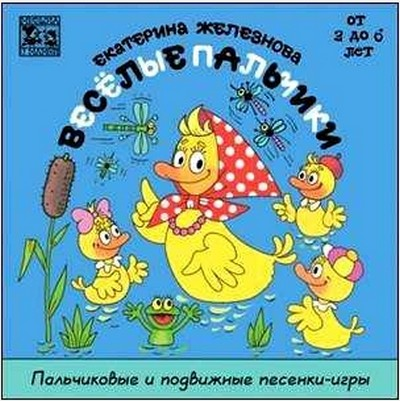 ЕКАТЕРИНА ЖЕЛЕЗНОВА
ВЕСЁЛЫЕ ПАЛЬЧИКИ
ОТ
2 ДО 6
ЛЕТ
Пальчиковые и подвижные песенки-игры